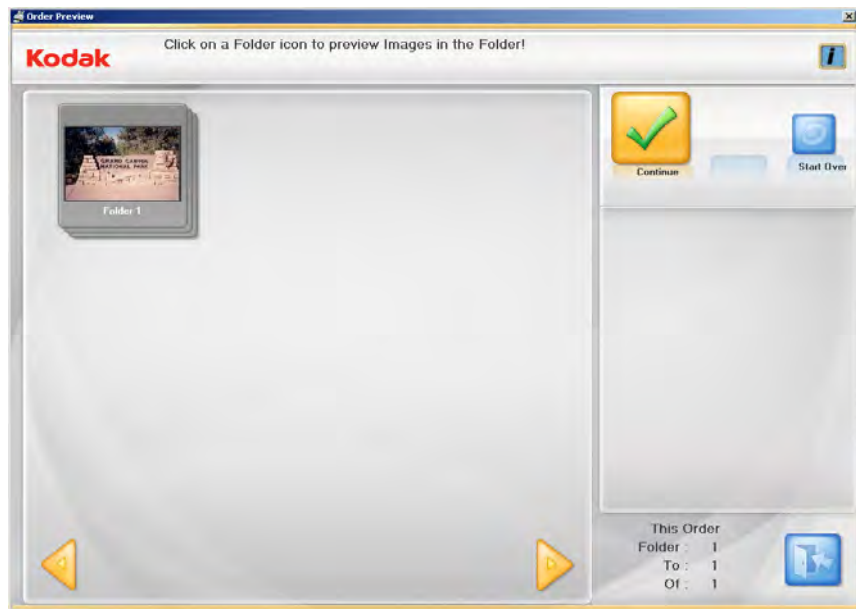 Order Preview
Kodak
Click on a Folder icon to preview Images in the Folder!
i
GRAND CANYON
NATIONAL PARK
Folder 1
Continue
Start Over
This Order
Folder : 1
To : 1
Of : 1